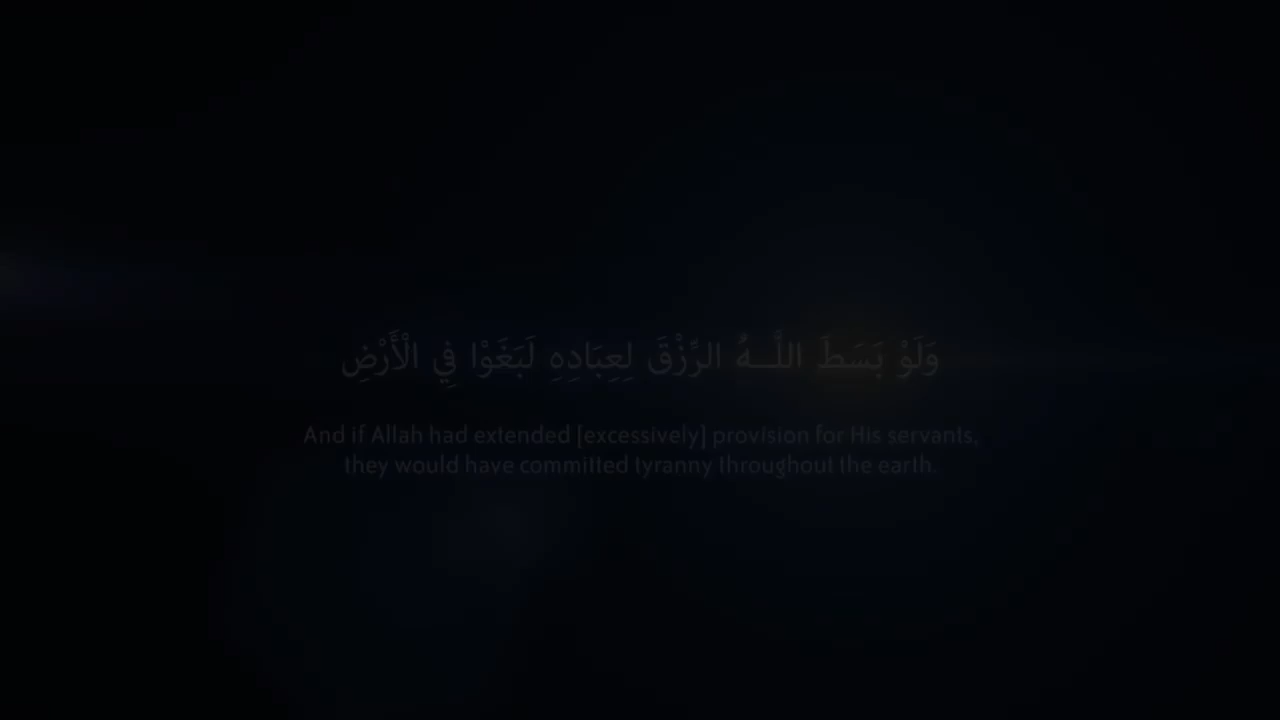 وَلَوْ بَسَطَ اللَّـهُ الرِّزْقَ لِعِبَادِهِ لَبَغَوْا فِي الْأَرْضِ
And if Allah had extended [excessively] provision for His servants,
they would have committed tyranny throughout the earth.